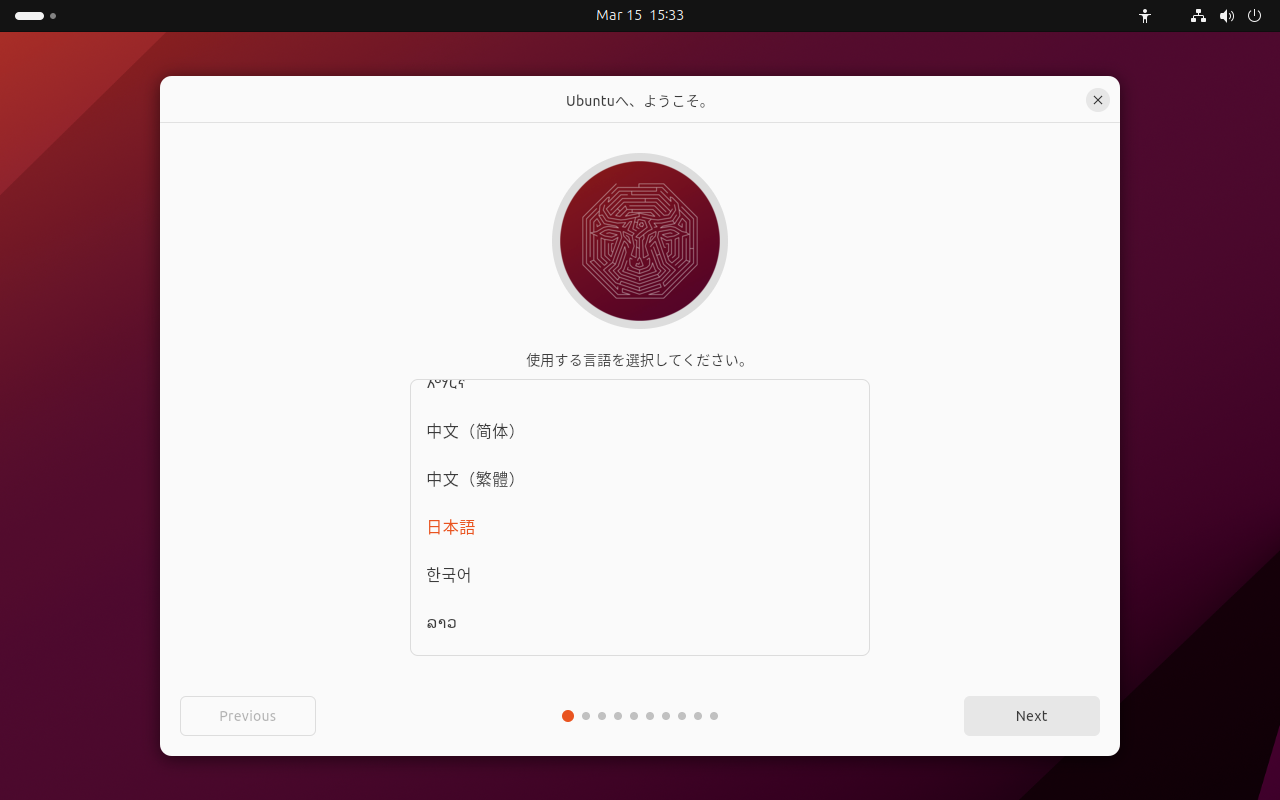 Mar 15 15:33
Ubuntuへ、ようこそ。
使用する言語を選択してください。
አማርኛ
中文（简体）
中文（繁體）
日本語
한국어
ລາວ
Previous
Next